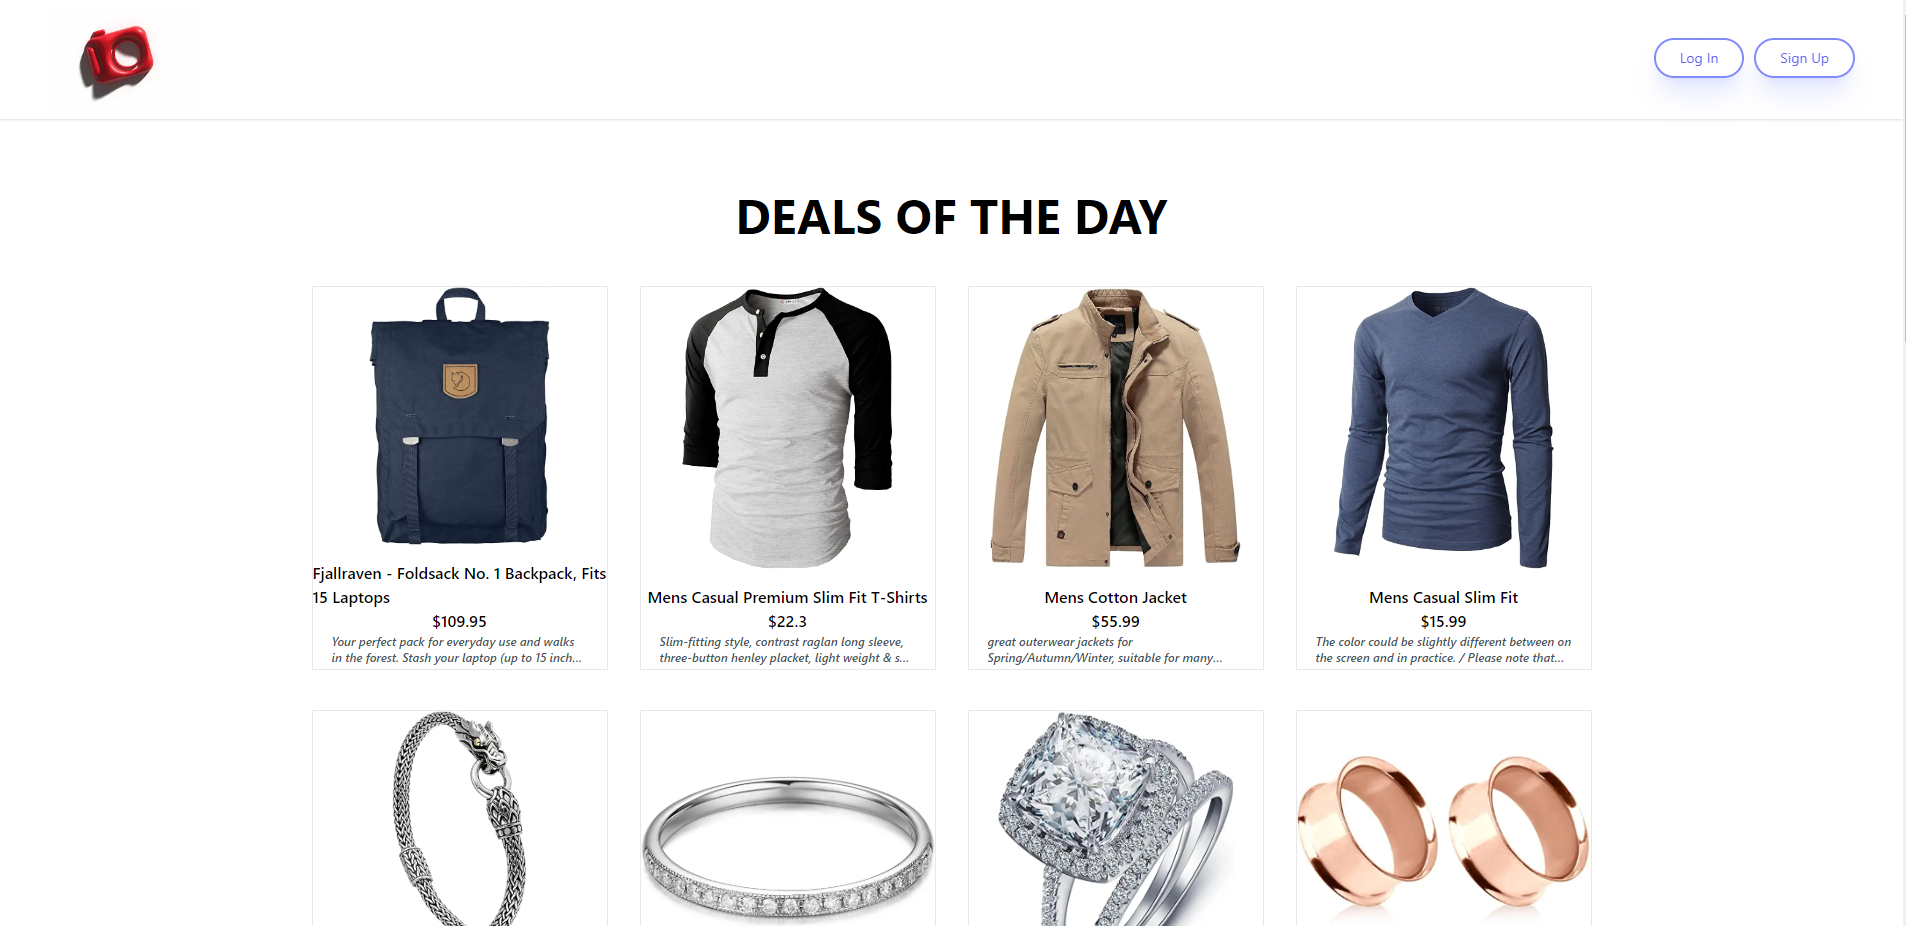 Log In
Sign Up
DEALS OF THE DAY
Fjallraven - Foldsack No. 1 Backpack, Fits
15 Laptops
$109.95
Your perfect pack for everyday use and walks
in the forest. Stash your laptop (up to 15 inch...
Mens Casual Premium Slim Fit T-Shirts
$22.3
Slim-fitting style, contrast raglan long sleeve,
three-button henley placket, light weight & s...
Mens Cotton Jacket
$55.99
great outerwear jackets for
Spring/Autumn/Winter, suitable for many...
Mens Casual Slim Fit
$15.99
The color could be slightly different between on
the screen and in practice. / Please note that...